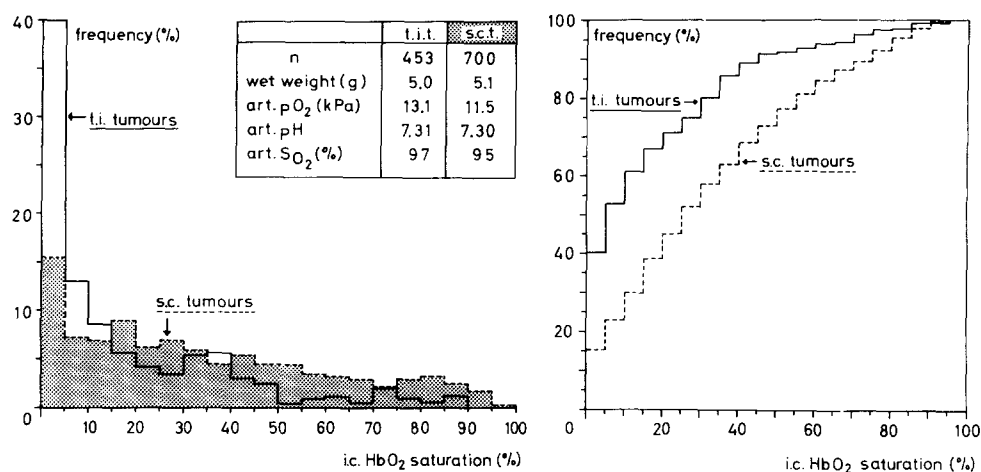 40
frequency (%)
30
20
10
0
t.i. tumours
s.c. tumours
10 20 30 40 50 60 70 80 90 100
i.c. HbO2 saturation (%)
t.i.t. s.c.t.
n 453 700
wet weight (g) 5.0 5.1
art. pO2 (kPa) 13.1 11.5
art. pH 7.31 7.30
art. SO2 (%) 97 95
100
frequency (%)
80
60
40
20
0
t.i. tumours
s.c. tumours
20 40 60 80 100
i.c. HbO2 saturation (%)